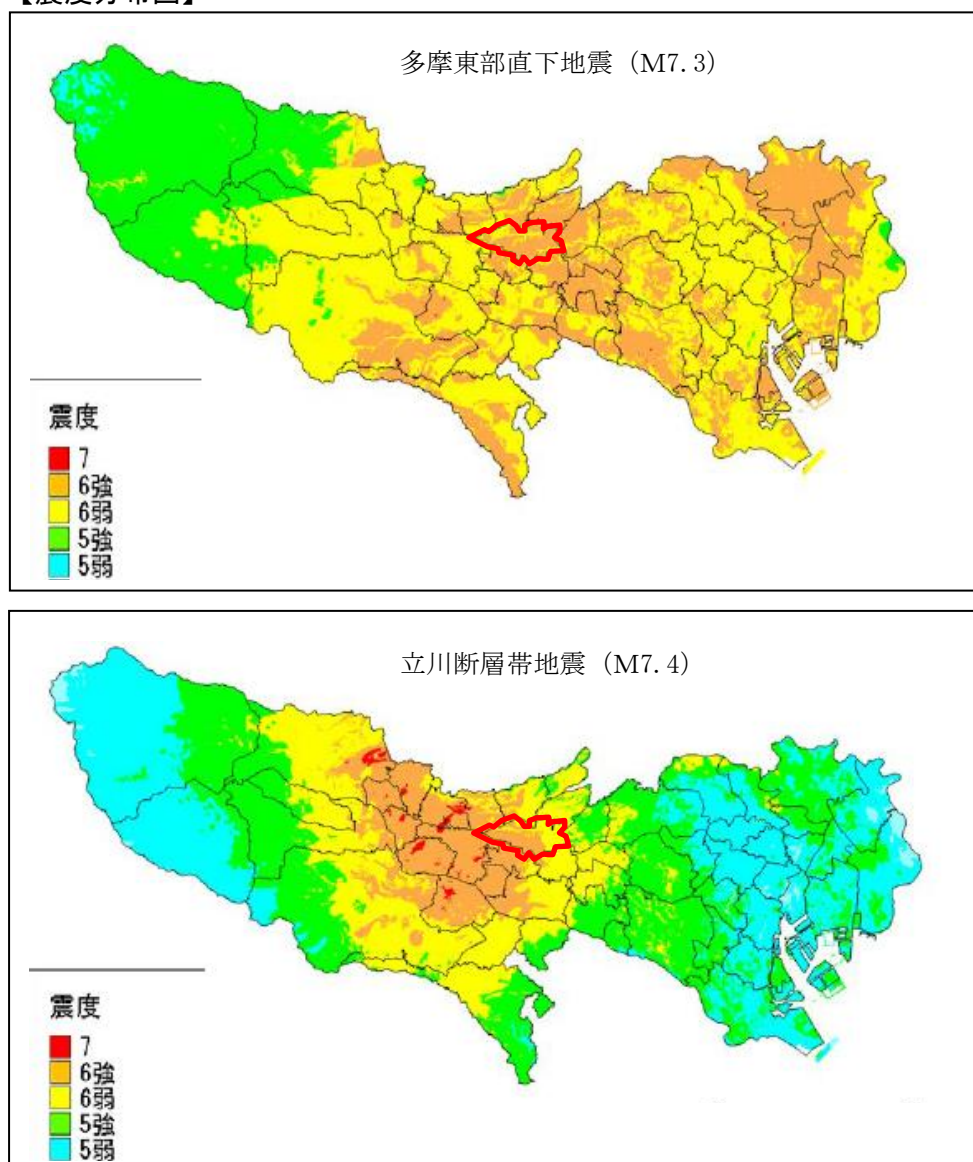 【震度分布図】
多摩東部直下地震（M7.3）
震度
7
6強
6弱
5強
5弱
立川断層帯地震（M7.4）
震度
7
6強
6弱
5強
5弱